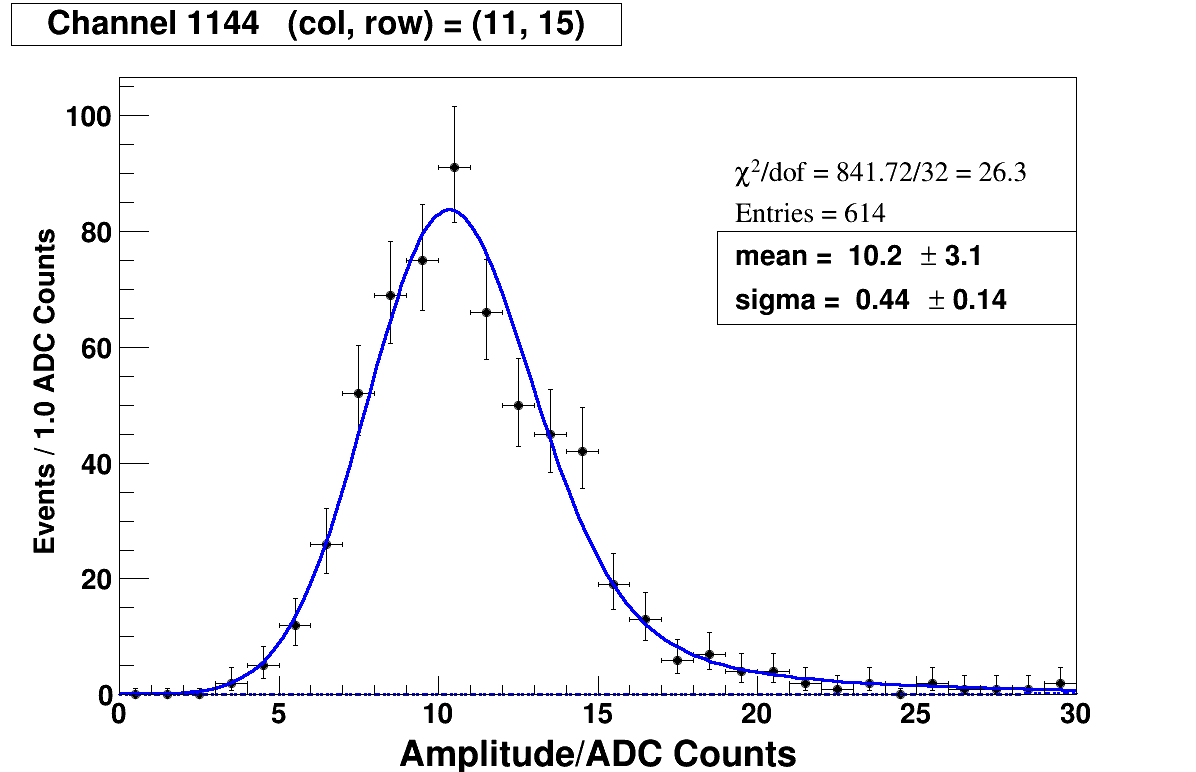 Channel 1144 (col, row) = (11, 15)
χ²/dof = 841.72/32 = 26.3
Entries = 614
mean = 10.2 ± 3.1
sigma = 0.44 ± 0.14
Events / 1.0 ADC Counts
100
80
60
40
20
0
0 5 10 15 20 25 30
Amplitude/ADC Counts